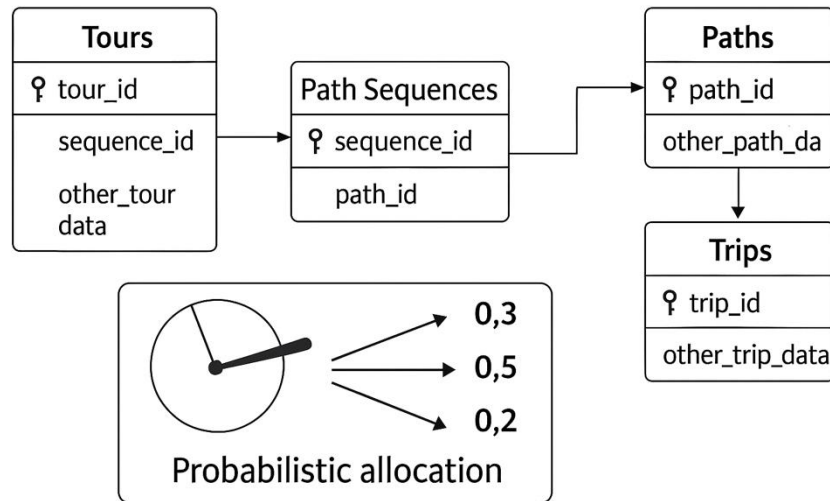 Tours
tour_id
sequence_id
other_tour
data
Path Sequences
sequence_id
path_id
Paths
path_id
other_path_da
Trips
trip_id
other_trip_data
0,3
0,5
0,2
Probabilistic allocation